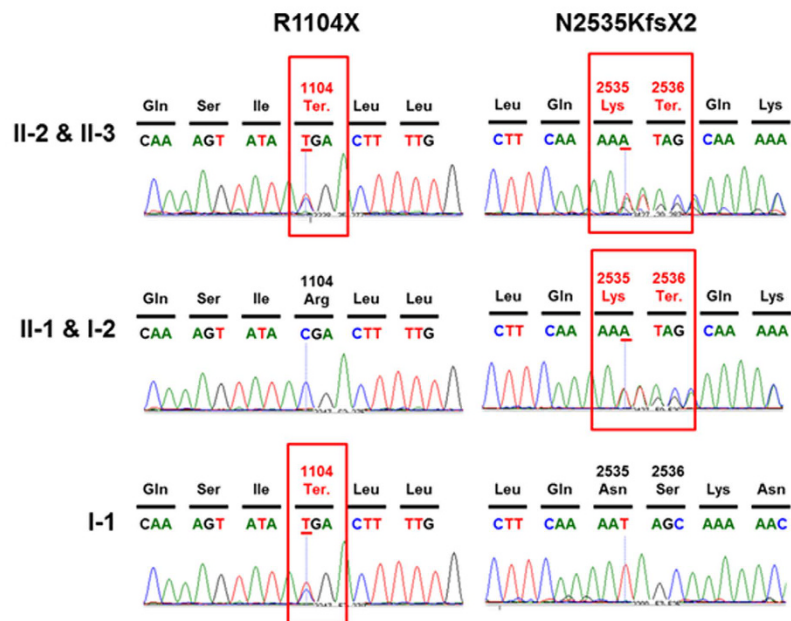 R1104X N2535KfsX2
1104 2535 2536
Gln Ser Ile Ter. Leu Leu Leu Gln Lys Ter. Gln Lys
II-2 & II-3 CAA AGT ATA TGA CTT TTG CTT CAA AAA TAG CAA AAA
1104 2535 2536
Gln Ser Ile Arg Leu Leu Leu Gln Lys Ter. Gln Lys
II-1 & I-2 CAA AGT ATA CGA CTT TTG CTT CAA AAA TAG CAA AAA
1104 2535 2536
Gln Ser Ile Ter. Leu Leu Leu Gln Asn Ser Lys Asn
I-1 CAA AGT ATA TGA CTT TTG CTT CAA AAT AGC AAA AAC